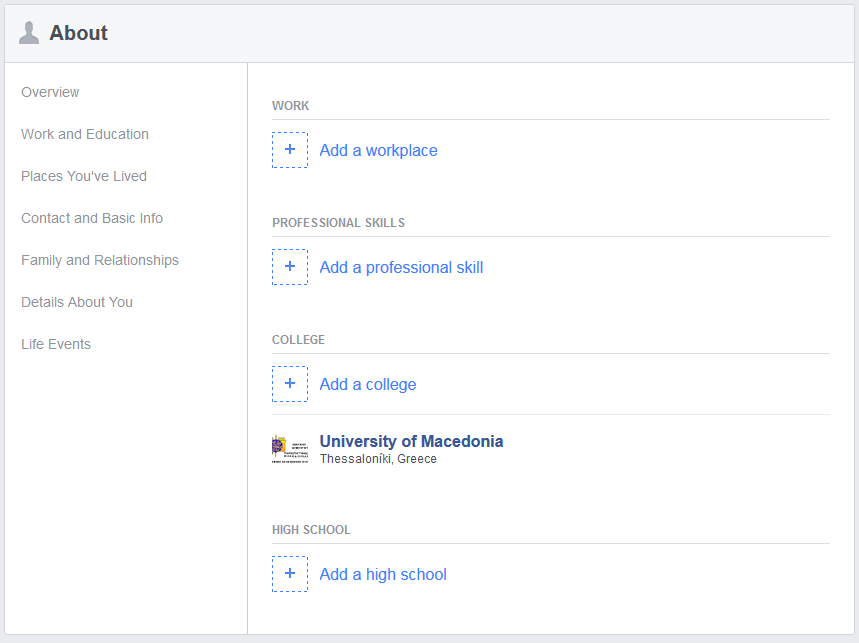 About
Overview
Work and Education
Places You've Lived
Contact and Basic Info
Family and Relationships
Details About You
Life Events
WORK
+ Add a workplace
PROFESSIONAL SKILLS
+ Add a professional skill
COLLEGE
+ Add a college
University of Macedonia
Thessaloníki, Greece
HIGH SCHOOL
+ Add a high school